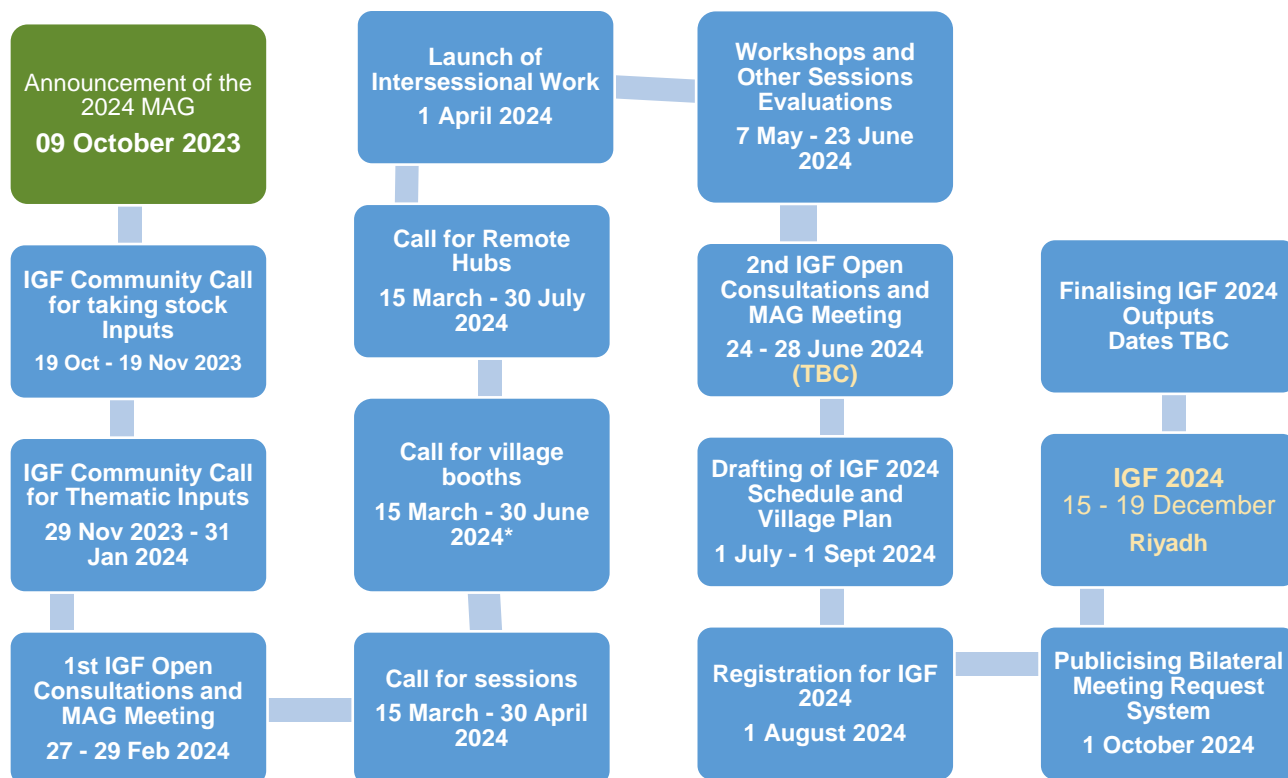 Announcement of the
2024 MAG
09 October 2023
IGF Community Call
for taking stock
Inputs
19 Oct - 19 Nov 2023
IGF Community Call
for Thematic Inputs
29 Nov 2023 - 31
Jan 2024
1st IGF Open
Consultations and
MAG Meeting
27 - 29 Feb 2024
Call for sessions
15 March - 30 April
2024
Call for village
booths
15 March - 30 June
2024*
Call for Remote
Hubs
15 March - 30 July
2024
Launch of
Intersessional Work
1 April 2024
Workshops and
Other Sessions
Evaluations
7 May - 23 June
2024
2nd IGF Open
Consultations and
MAG Meeting
24 - 28 June 2024
(TBC)
Drafting of IGF 2024
Schedule and
Village Plan
1 July - 1 Sept 2024
Registration for IGF
2024
1 August 2024
Publicising Bilateral
Meeting Request
System
1 October 2024
IGF 2024
15 - 19 December
Riyadh
Finalising IGF 2024
Outputs
Dates TBC